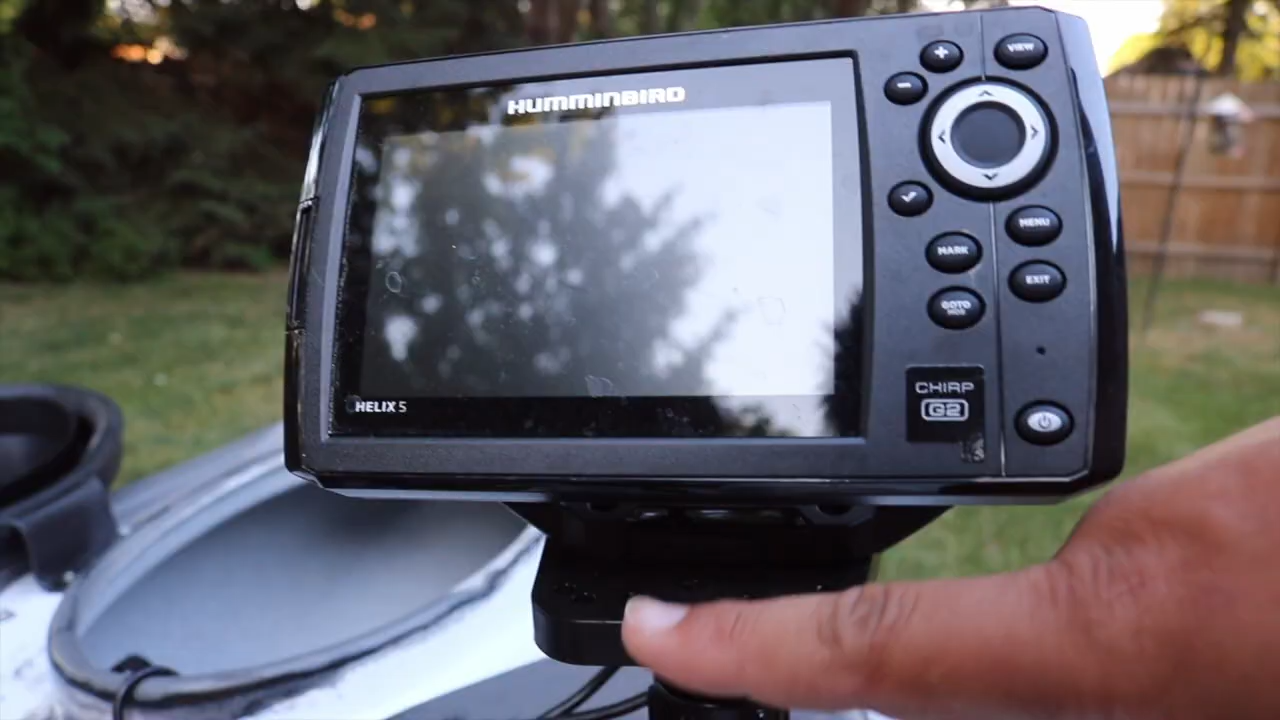 HUMMINBIRD
VIEW
MENU
MARK
EXIT
GOTO
HELIX 5
CHIRP
G2